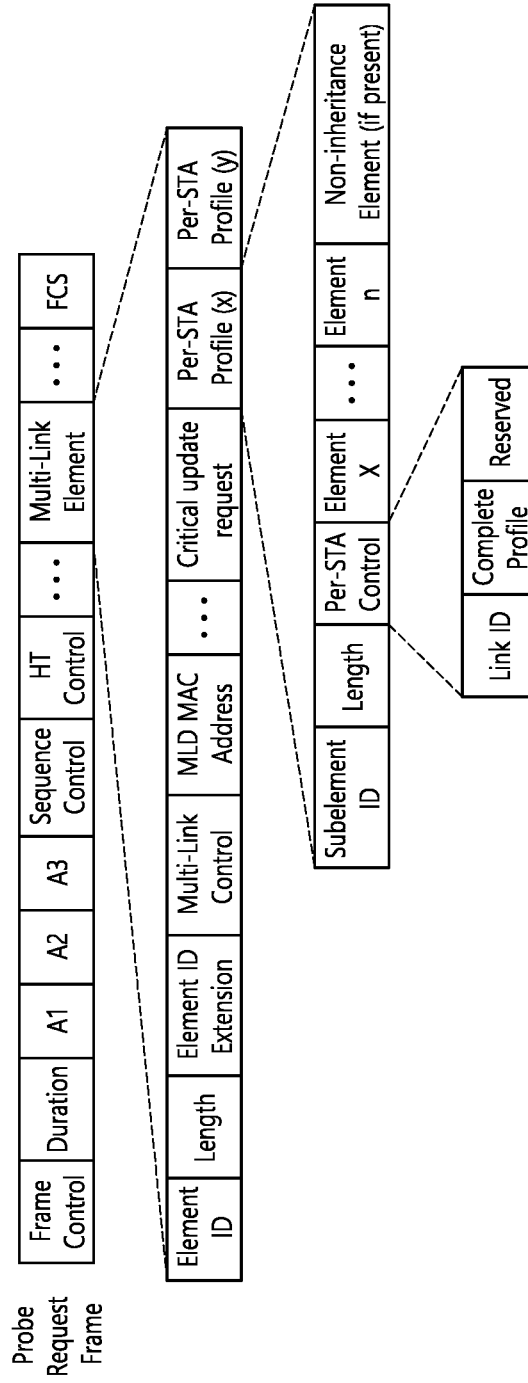 Probe
Request
Frame
Frame
Control
Duration
A1
A2
A3
Sequence
Control
HT
Control
• • •
Multi-Link
Element
• • •
FCS
Element
ID
Length
Element ID
Extension
Multi-Link
Control
MLD MAC
Address
• • •
Critical update
request
Per-STA
Profile (x)
Per-STA
Profile (y)
Subelement
ID
Length
Per-STA
Control
Element
X
• • •
Element
n
Non-inheritance
Element (if present)
Link ID
Complete
Profile
Reserved